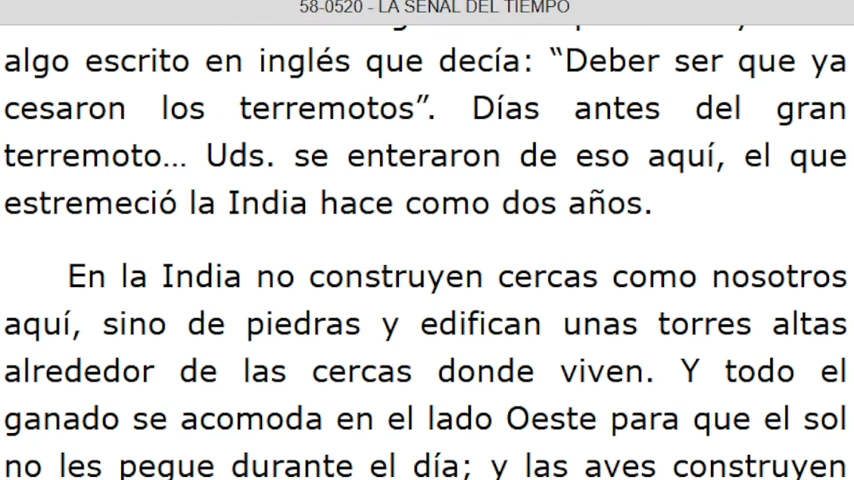 58-0520 - LA SEÑAL DEL TIEMPO
algo escrito en inglés que decía: “Deber ser que ya
cesaron los terremotos”. Días antes del gran
terremoto... Uds. se enteraron de eso aquí, el que
estremeció la India hace como dos años.
En la India no construyen cercas como nosotros
aquí, sino de piedras y edifican unas torres altas
alrededor de las cercas donde viven. Y todo el
ganado se acomoda en el lado Oeste para que el sol
no les pegue durante el día; y las aves construyen